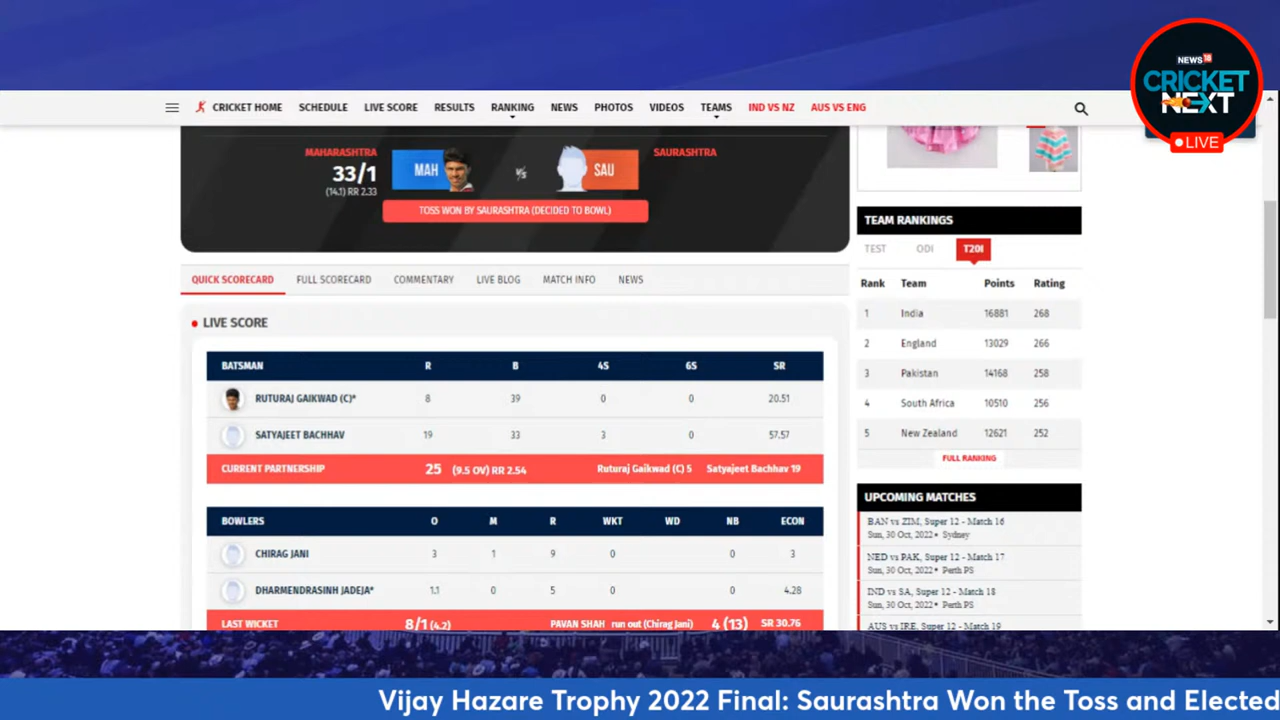 NEWS18
CRICKET
NEXT
LIVE
CRICKET HOME SCHEDULE LIVE SCORE RESULTS RANKING NEWS PHOTOS VIDEOS TEAMS IND VS NZ AUS VS ENG
MAHARASHTRA
33/1
(14.1) RR 2.33
MAH
VS
SAU
SAURASHTRA
TOSS WON BY SAURASHTRA (DECIDED TO BOWL)
QUICK SCORECARD FULL SCORECARD COMMENTARY LIVE BLOG MATCH INFO NEWS
LIVE SCORE
BATSMAN R B 4S 6S SR
RUTURAJ GAIKWAD (C)* 8 39 0 0 20.51
SATYAJEET BACHHAV 19 33 3 0 57.57
CURRENT PARTNERSHIP 25 (9.5 OV) RR 2.54 Ruturaj Gaikwad (C) 5 Satyajeet Bachhav 19
BOWLERS O M R WKT WD NB ECON
CHIRAG JANI 3 1 9 0 0 3
DHARMENDRASINH JADEJA* 1.1 0 5 0 0 4.28
LAST WICKET 8/1 (4.2) PAVAN SHAH run out (Chirag Jani) 4 (13) SR 30.76
TEAM RANKINGS
TEST ODI T20I
Rank Team Points Rating
1 India 16881 268
2 England 13029 266
3 Pakistan 14168 258
4 South Africa 10510 256
5 New Zealand 12621 252
FULL RANKING
UPCOMING MATCHES
BAN vs ZIM, Super 12 - Match 16
Sun, 30 Oct, 2022• Sydney
NED vs PAK, Super 12 - Match 17
Sun, 30 Oct, 2022• Perth PS
IND vs SA, Super 12 - Match 18
Sun, 30 Oct, 2022• Perth PS
AUS vs IRE, Super 12 - Match 19
Vijay Hazare Trophy 2022 Final: Saurashtra Won the Toss and Elected